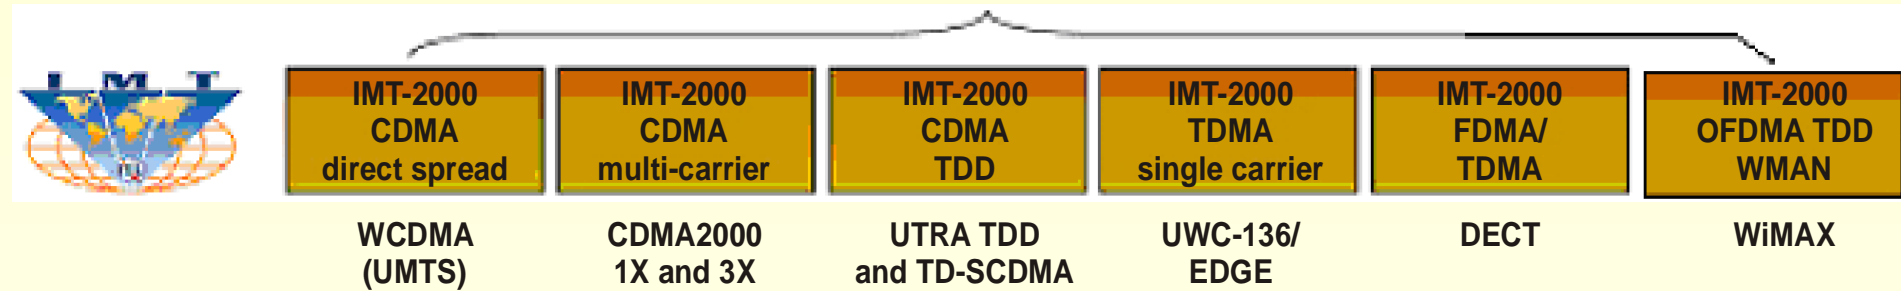 IMT
IMT-2000
CDMA
direct spread
IMT-2000
CDMA
multi-carrier
IMT-2000
CDMA
TDD
IMT-2000
TDMA
single carrier
IMT-2000
FDMA/
TDMA
IMT-2000
OFDMA TDD
WMAN
WCDMA
(UMTS)
CDMA2000
1X and 3X
UTRA TDD
and TD-SCDMA
UWC-136/
EDGE
DECT
WiMAX